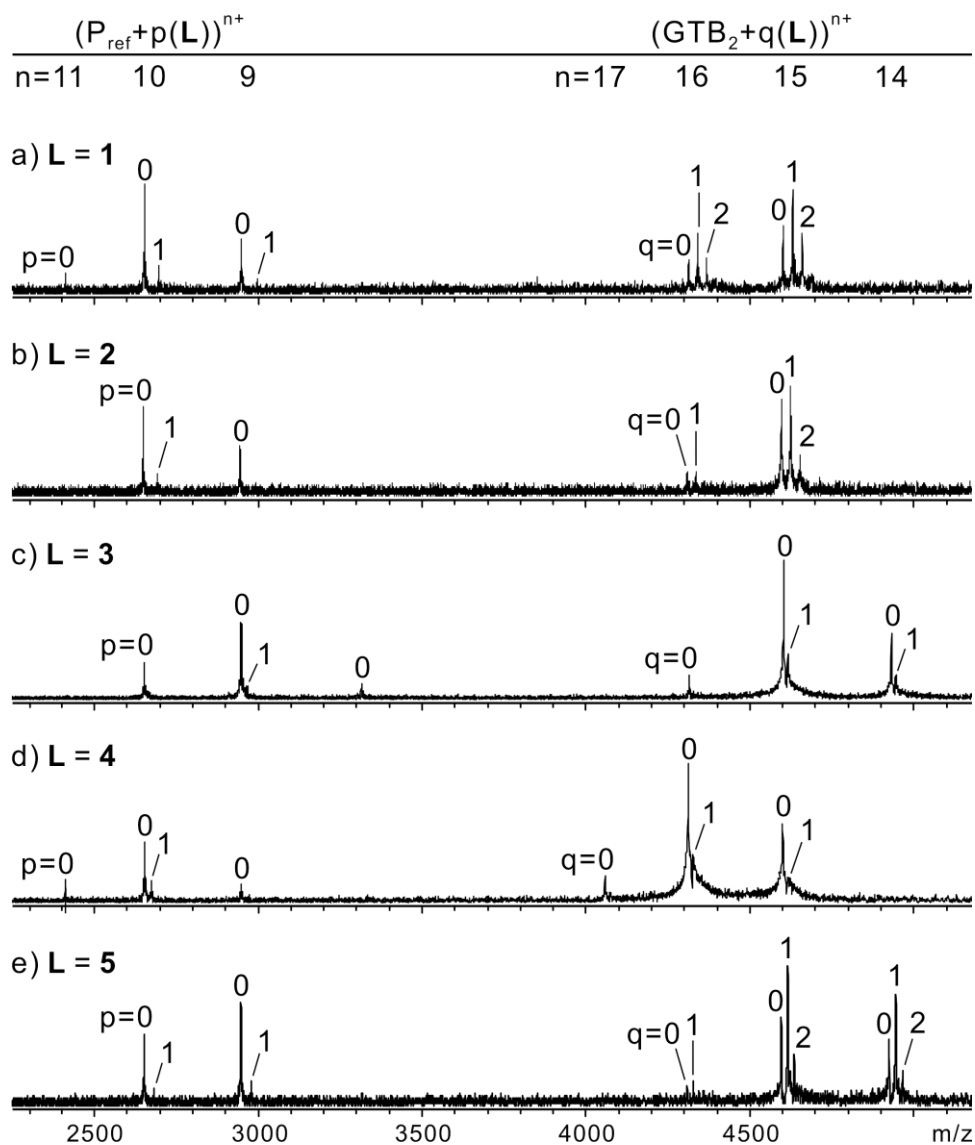 (P_ref+p(L))^n+ (GTB_2+q(L))^n+
n=11 10 9 n=17 16 15 14
a) L = 1
p=0 0 1 0 1 q=0 1 2 0 1 2
b) L = 2
p=0 1 0 q=0 1 0 1 2
c) L = 3
p=0 0 1 0 q=0 0 1 0 1
d) L = 4
p=0 0 1 0 q=0 0 1 0 1
e) L = 5
p=0 1 0 1 q=0 1 0 1 2 0 1 2
2500 3000 3500 4000 4500 m/z